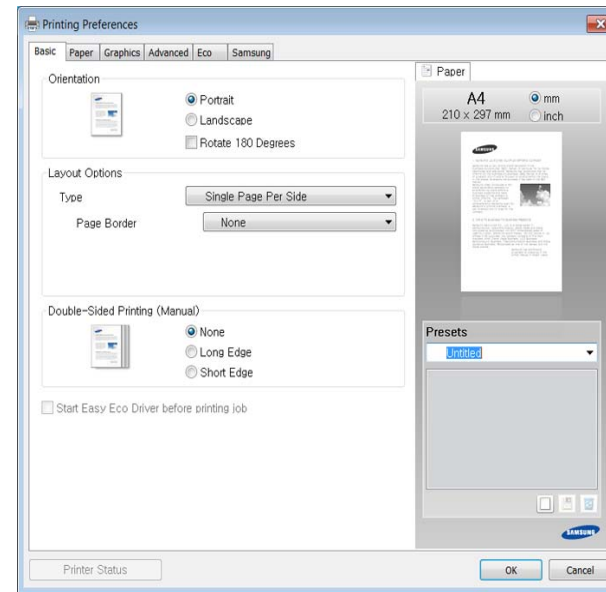 Printing Preferences
Basic Paper Graphics Advanced Eco Samsung
Orientation
Portrait
Landscape
Rotate 180 Degrees
Layout Options
Type Single Page Per Side
Page Border None
Double-Sided Printing (Manual)
None
Long Edge
Short Edge
Start Easy Eco Driver before printing job
Printer Status
Paper
A4
210 × 297 mm
mm
inch
SAMSUNG
Presets
Untitled
SAMSUNG
OK Cancel